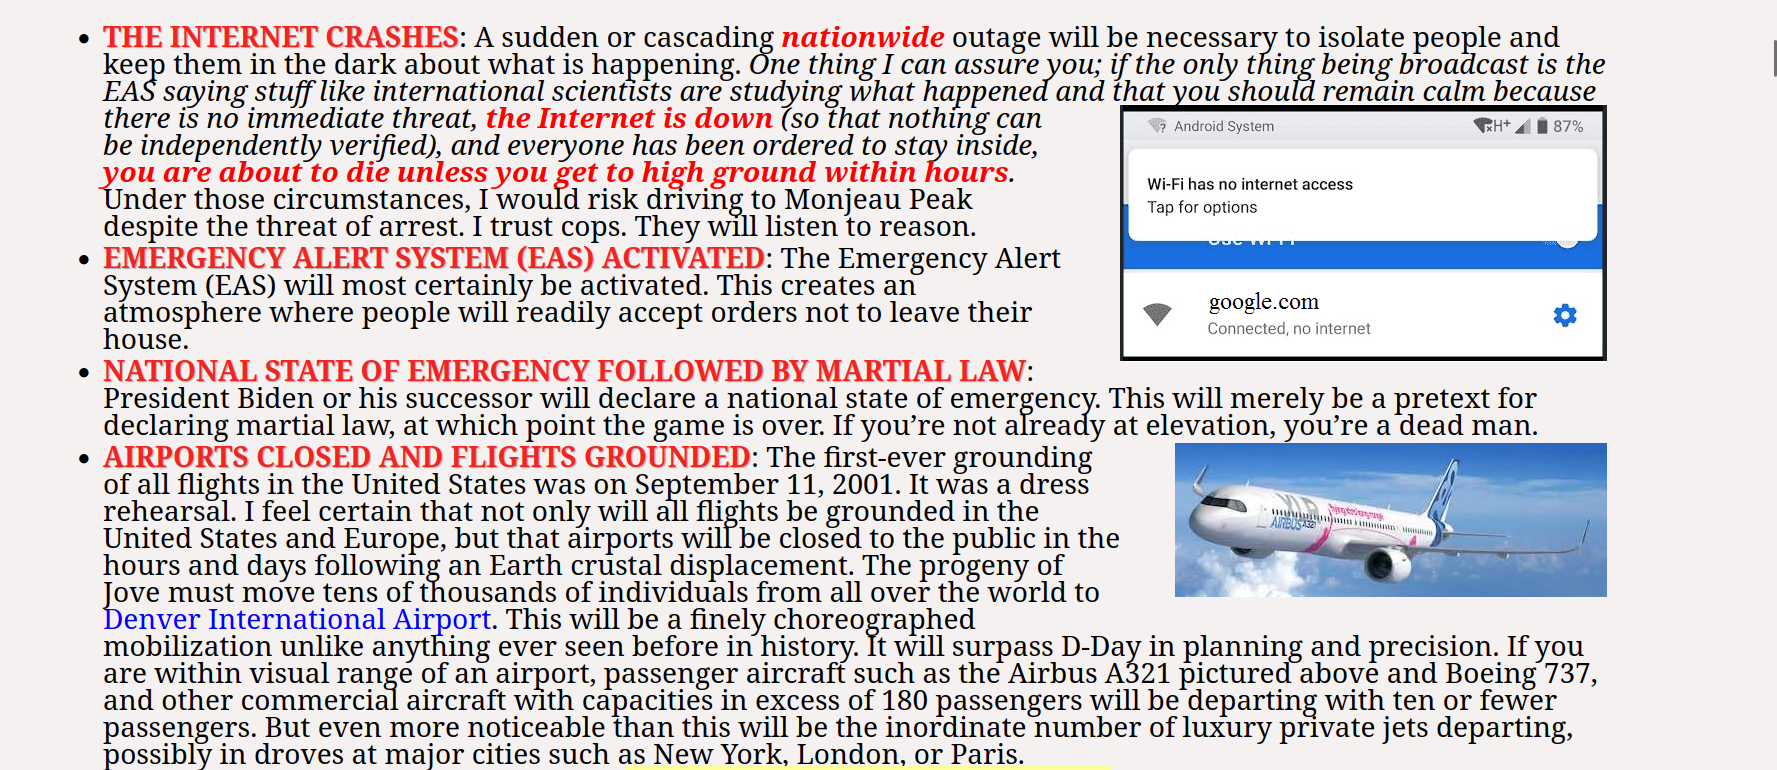 • THE INTERNET CRASHES: A sudden or cascading nationwide outage will be necessary to isolate people and
keep them in the dark about what is happening. One thing I can assure you; if the only thing being broadcast is the
EAS saying stuff like international scientists are studying what happened and that you should remain calm because
there is no immediate threat, the Internet is down (so that nothing can
be independently verified), and everyone has been ordered to stay inside,
you are about to die unless you get to high ground within hours.
Under those circumstances, I would risk driving to Monjeau Peak
despite the threat of arrest. I trust cops. They will listen to reason.
Android System
H+ 87%
Wi-Fi has no internet access
Tap for options
google.com
Connected, no internet
• EMERGENCY ALERT SYSTEM (EAS) ACTIVATED: The Emergency Alert
System (EAS) will most certainly be activated. This creates an
atmosphere where people will readily accept orders not to leave their
house.
• NATIONAL STATE OF EMERGENCY FOLLOWED BY MARTIAL LAW:
President Biden or his successor will declare a national state of emergency. This will merely be a pretext for
declaring martial law, at which point the game is over. If you’re not already at elevation, you’re a dead man.
• AIRPORTS CLOSED AND FLIGHTS GROUNDED: The first-ever grounding
of all flights in the United States was on September 11, 2001. It was a dress
rehearsal. I feel certain that not only will all flights be grounded in the
United States and Europe, but that airports will be closed to the public in the
hours and days following an Earth crustal displacement. The progeny of
Jove must move tens of thousands of individuals from all over the world to
Denver International Airport. This will be a finely choreographed
XLR
AIRBUS A321
mobilization unlike anything ever seen before in history. It will surpass D-Day in planning and precision. If you
are within visual range of an airport, passenger aircraft such as the Airbus A321 pictured above and Boeing 737,
and other commercial aircraft with capacities in excess of 180 passengers will be departing with ten or fewer
passengers. But even more noticeable than this will be the inordinate number of luxury private jets departing,
possibly in droves at major cities such as New York, London, or Paris.